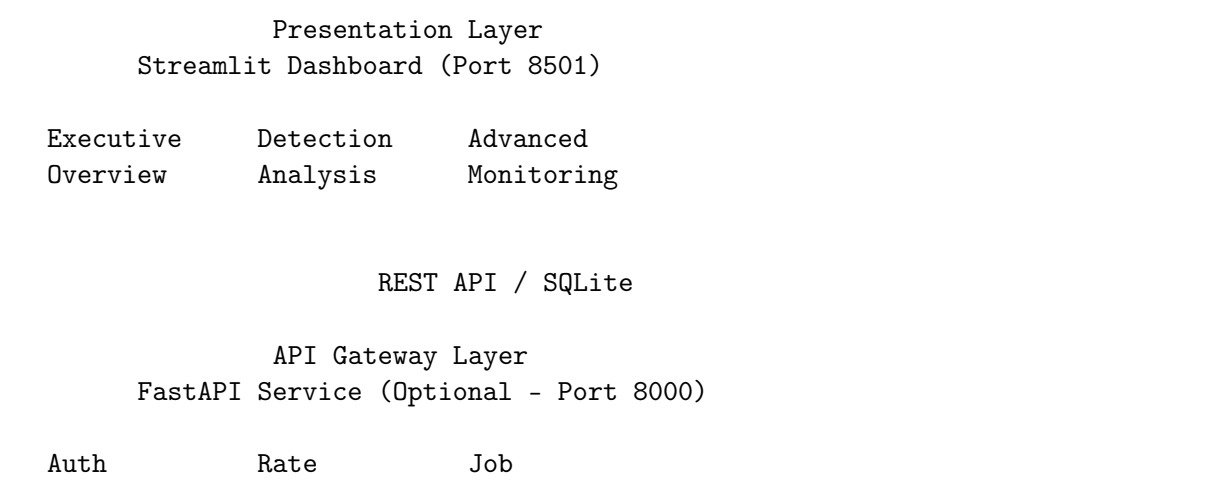 Presentation Layer
Streamlit Dashboard (Port 8501)
Executive Detection Advanced
Overview Analysis Monitoring
REST API / SQLite
API Gateway Layer
FastAPI Service (Optional - Port 8000)
Auth Rate Job